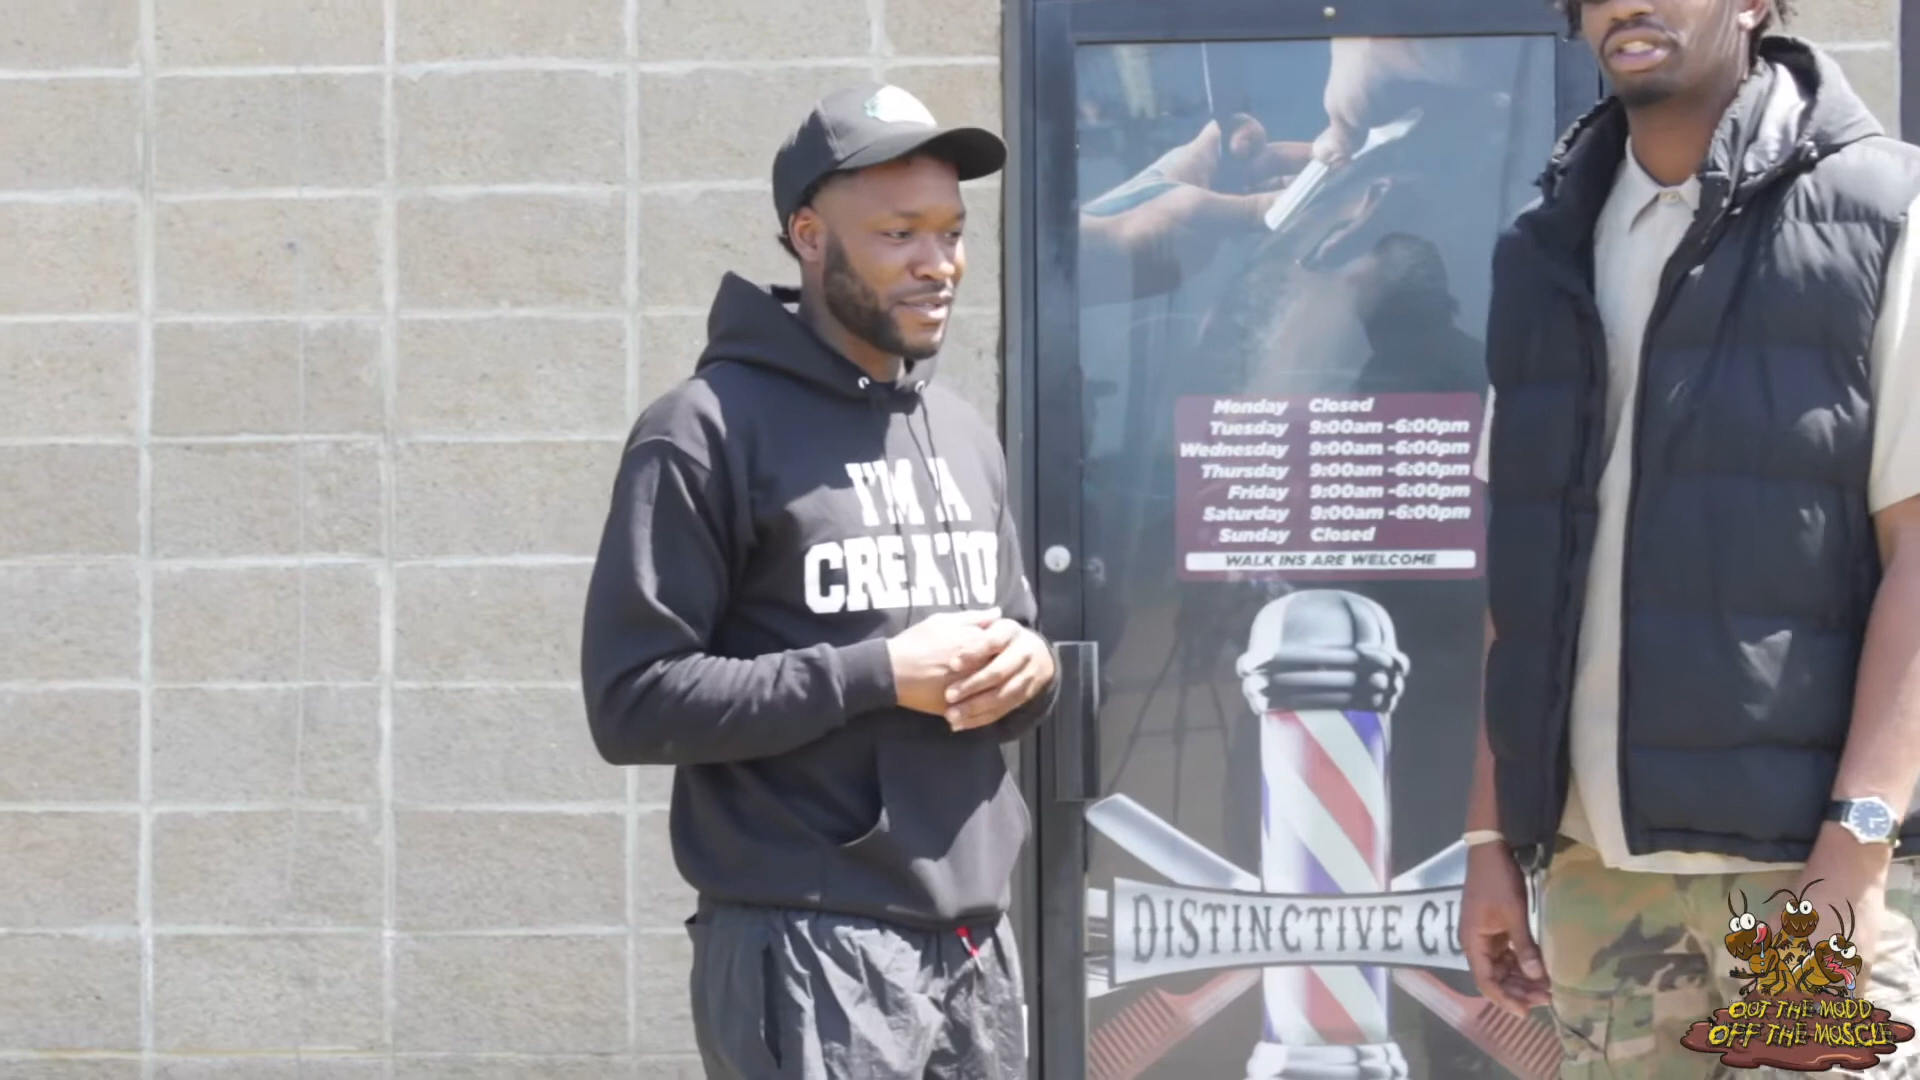 I'M A
CREATO
Monday Closed
Tuesday 9:00am -6:00pm
Wednesday 9:00am -6:00pm
Thursday 9:00am -6:00pm
Friday 9:00am -6:00pm
Saturday 9:00am -6:00pm
Sunday Closed
WALK INS ARE WELCOME
DISTINCTIVE CU
OUT THE MUDD
OFF THE MUSCLE